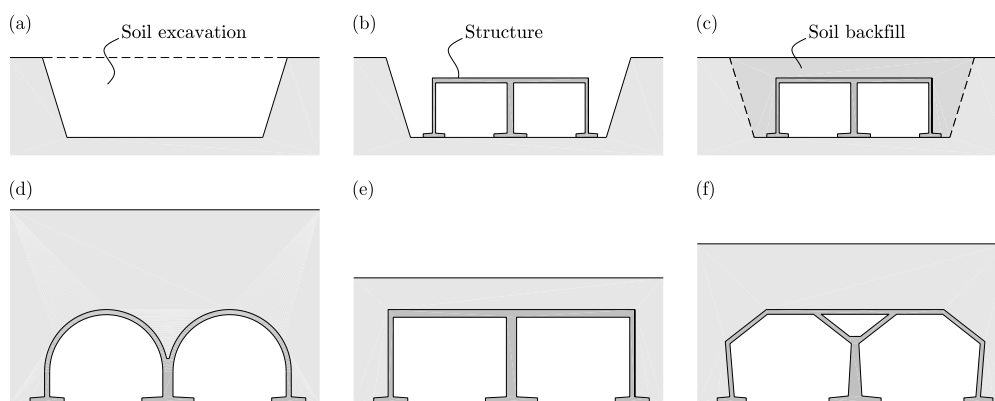 (a)
Soil excavation
(b)
Structure
(c)
Soil backfill
(d)
(e)
(f)